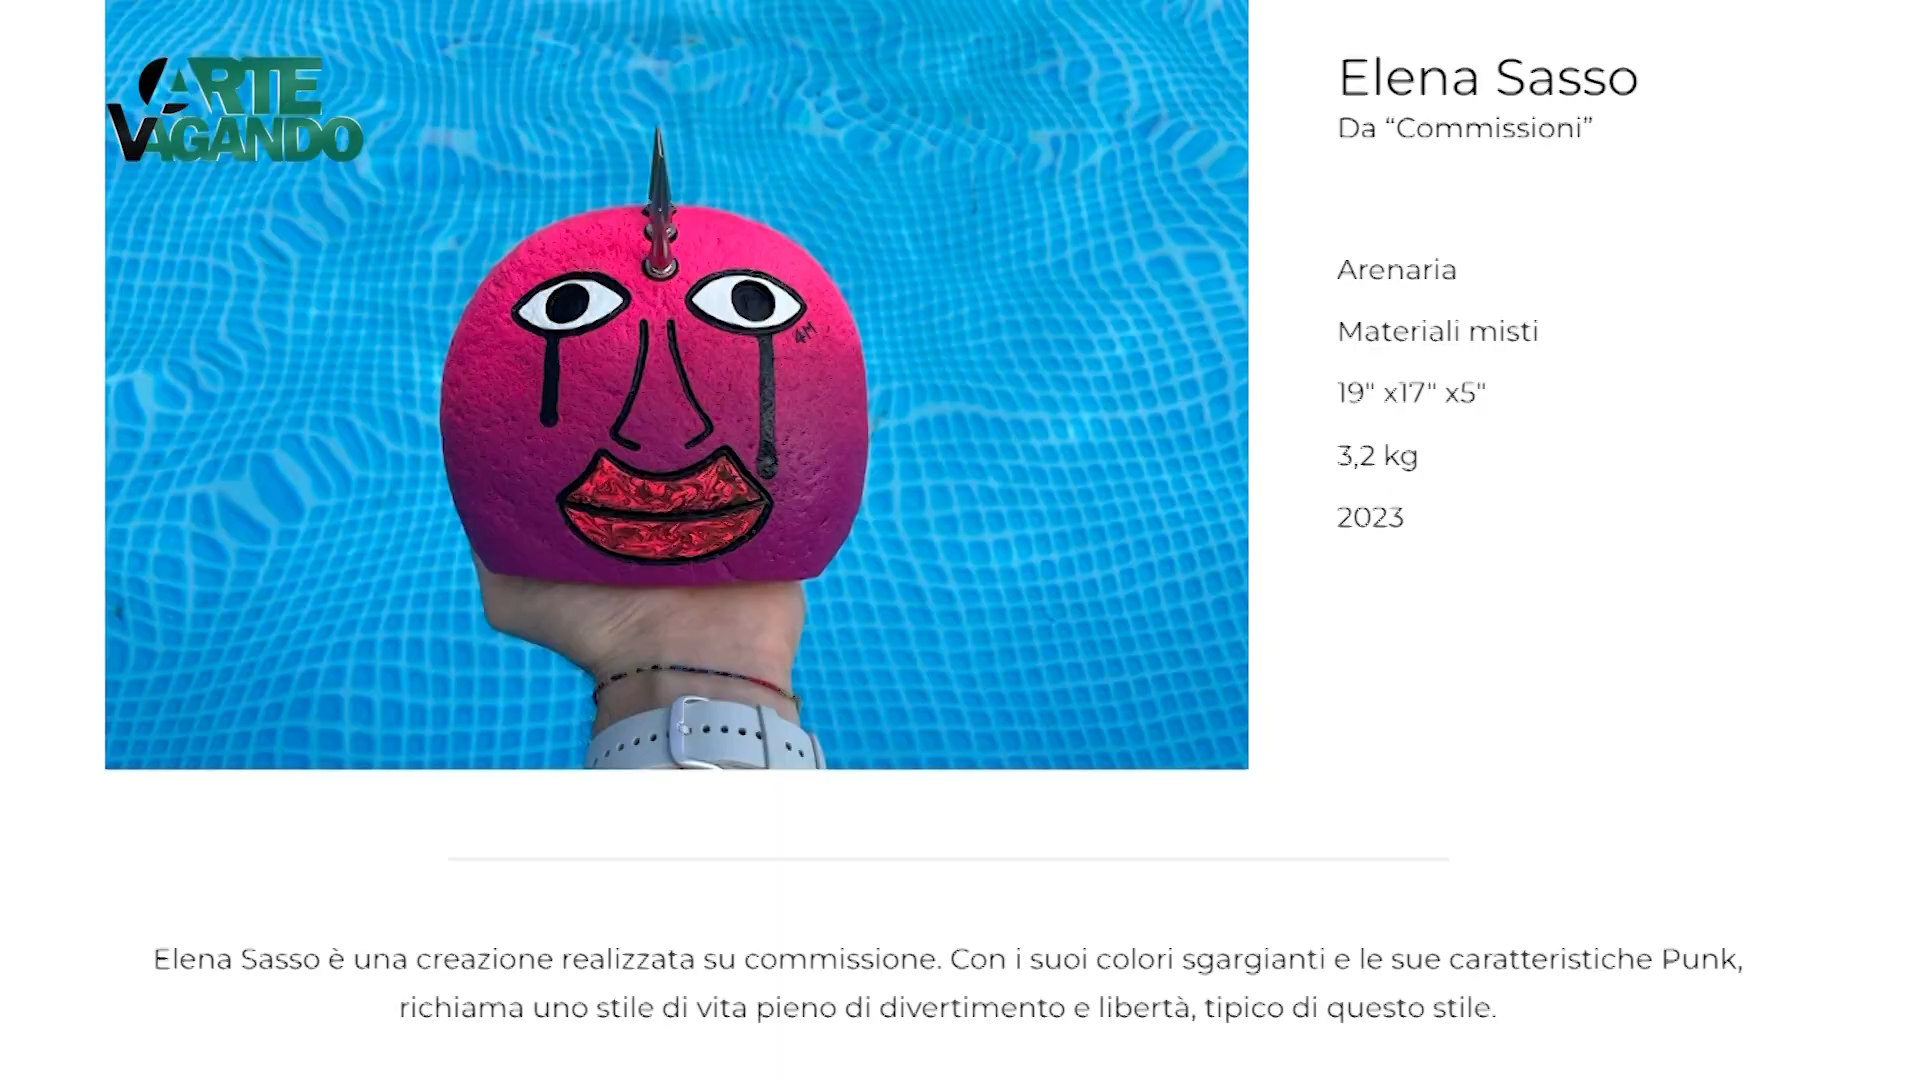 ARTE
VAGANDO
Elena Sasso
Da “Commissioni”
Arenaria
Materiali misti
19" x17" x5"
3,2 kg
2023
4M
Elena Sasso è una creazione realizzata su commissione. Con i suoi colori sgargianti e le sue caratteristiche Punk,
richiama uno stile di vita pieno di divertimento e libertà, tipico di questo stile.